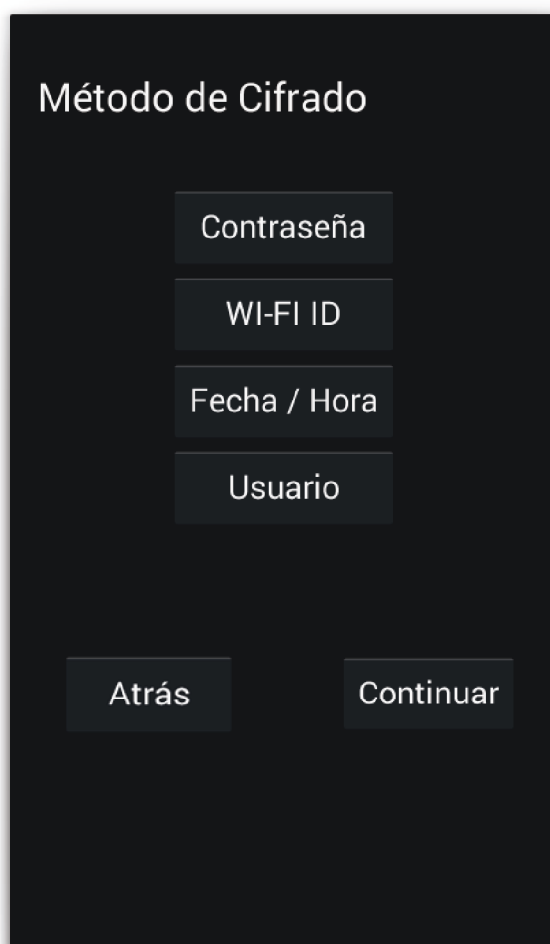 Método de Cifrado
Contraseña
WI-FI ID
Fecha / Hora
Usuario
Atrás
Continuar